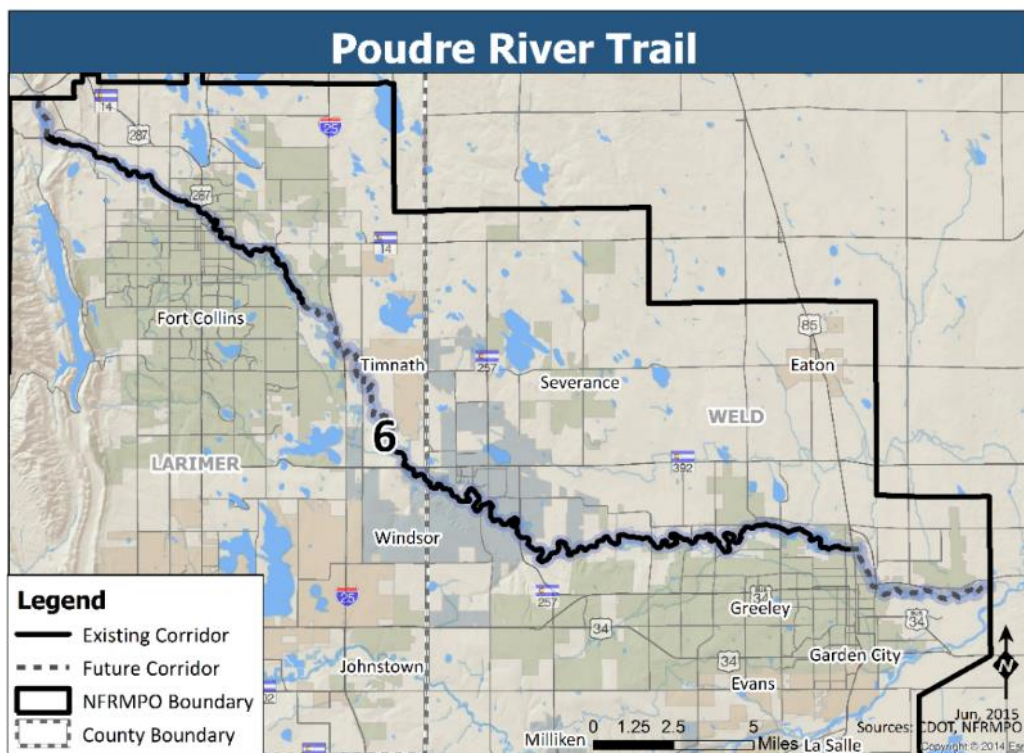 Poudre River Trail
14
287
25
287
14
Fort Collins
85
Timnath
257
Eaton
Severance
WELD
6
LARIMER
392
Windsor
Legend
25
257
34
Greeley
34
34
Existing Corridor
Garden City
Future Corridor
Johnstown
34
Evans
N
NFRMPO Boundary
Jun, 2015
0 1.25 2.5 5
Sources: CDOT, NFRMPO
County Boundary
Milliken
Miles
La Salle
Copyright © 2014